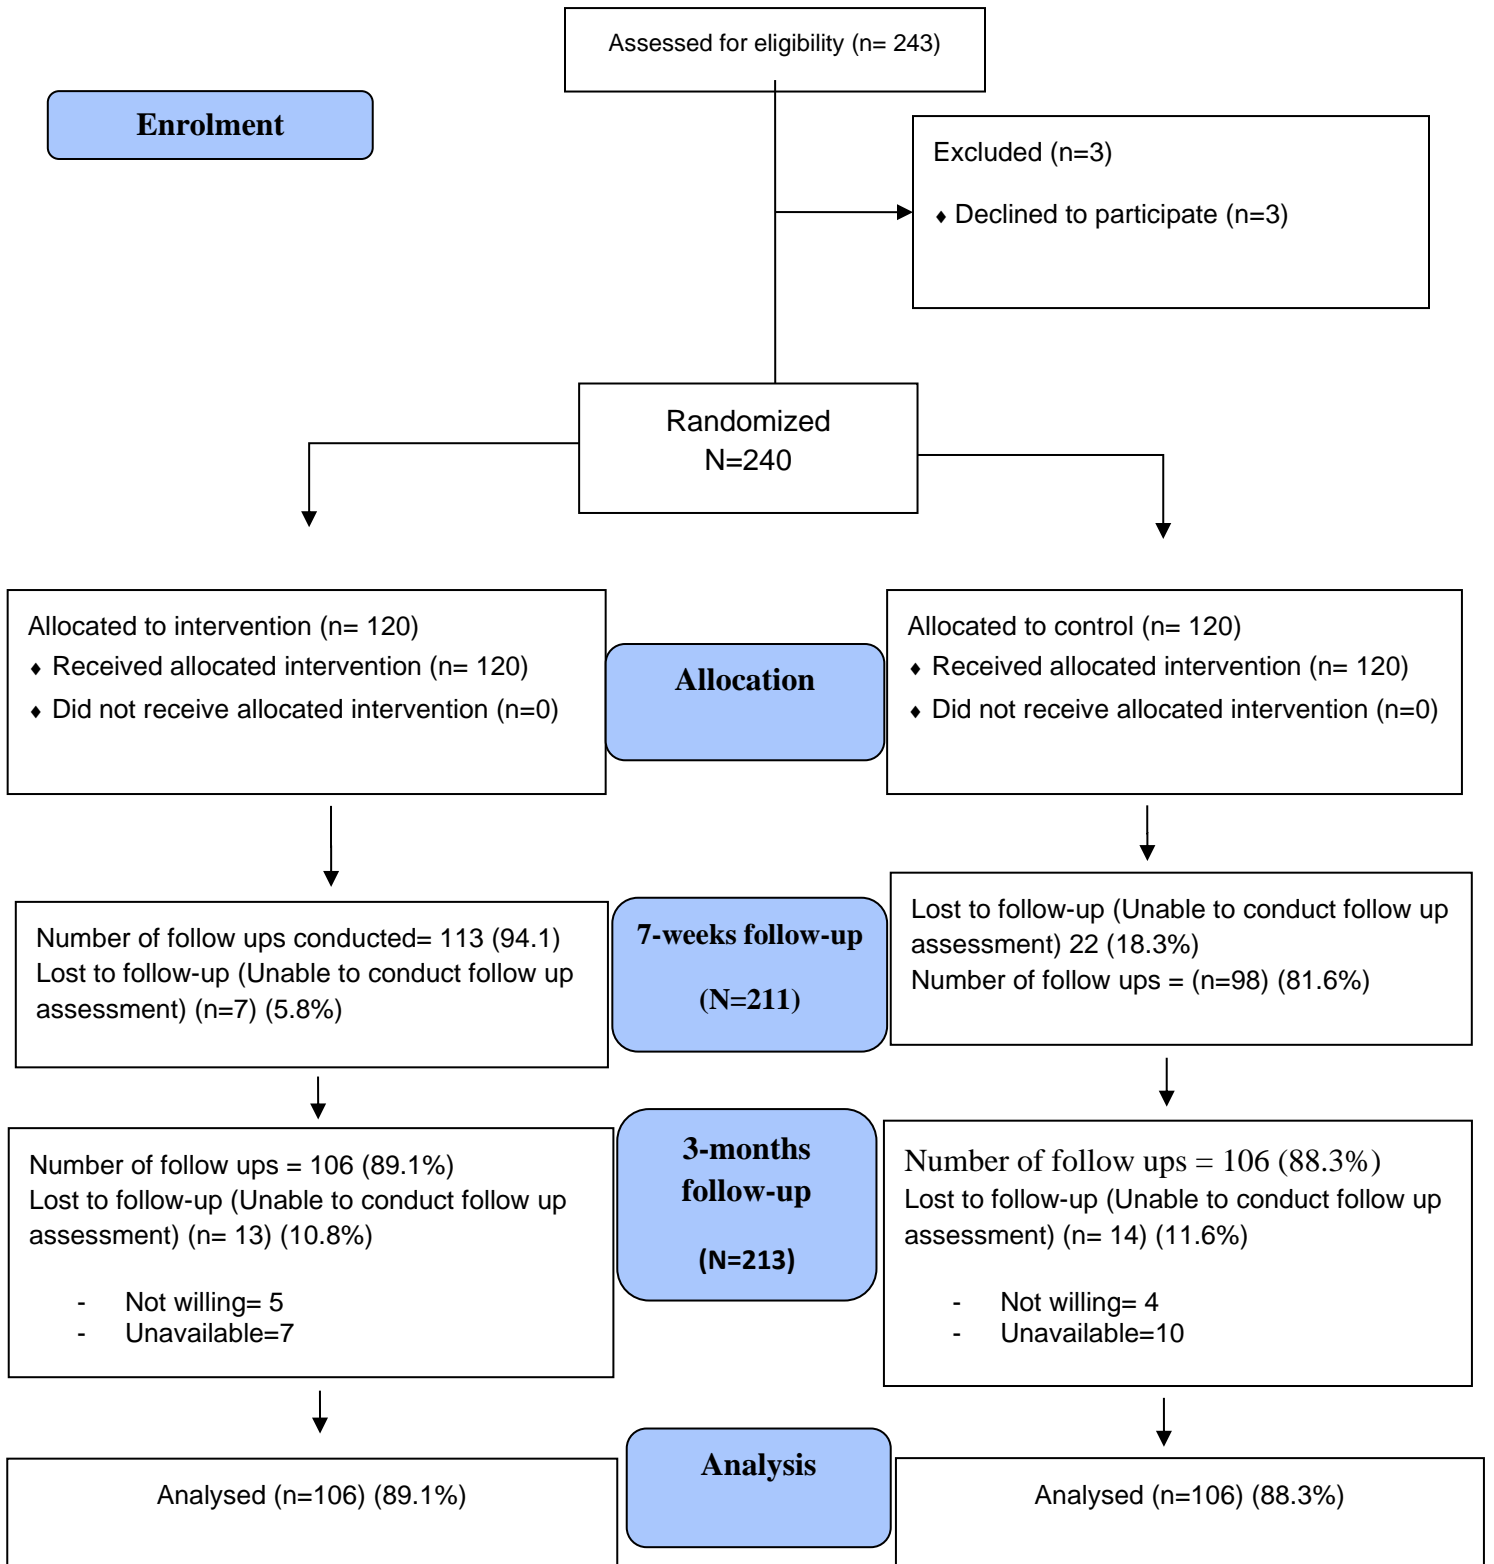 Assessed for eligibility (n= 243)
Enrolment
Excluded (n=3)
♦ Declined to participate (n=3)
Randomized
N=240
Allocated to intervention (n= 120)
♦ Received allocated intervention (n= 120)
♦ Did not receive allocated intervention (n=0)
Allocation
Allocated to control (n= 120)
♦ Received allocated intervention (n= 120)
♦ Did not receive allocated intervention (n=0)
Number of follow ups conducted= 113 (94.1)
Lost to follow-up (Unable to conduct follow up
assessment) (n=7) (5.8%)
7-weeks follow-up
(N=211)
Lost to follow-up (Unable to conduct follow up
assessment) 22 (18.3%)
Number of follow ups = (n=98) (81.6%)
Number of follow ups = 106 (89.1%)
Lost to follow-up (Unable to conduct follow up
assessment) (n= 13) (10.8%)
- Not willing= 5
- Unavailable=7
3-months
follow-up
(N=213)
Number of follow ups = 106 (88.3%)
Lost to follow-up (Unable to conduct follow up
assessment) (n= 14) (11.6%)
- Not willing= 4
- Unavailable=10
Analysed (n=106) (89.1%)
Analysis
Analysed (n=106) (88.3%)